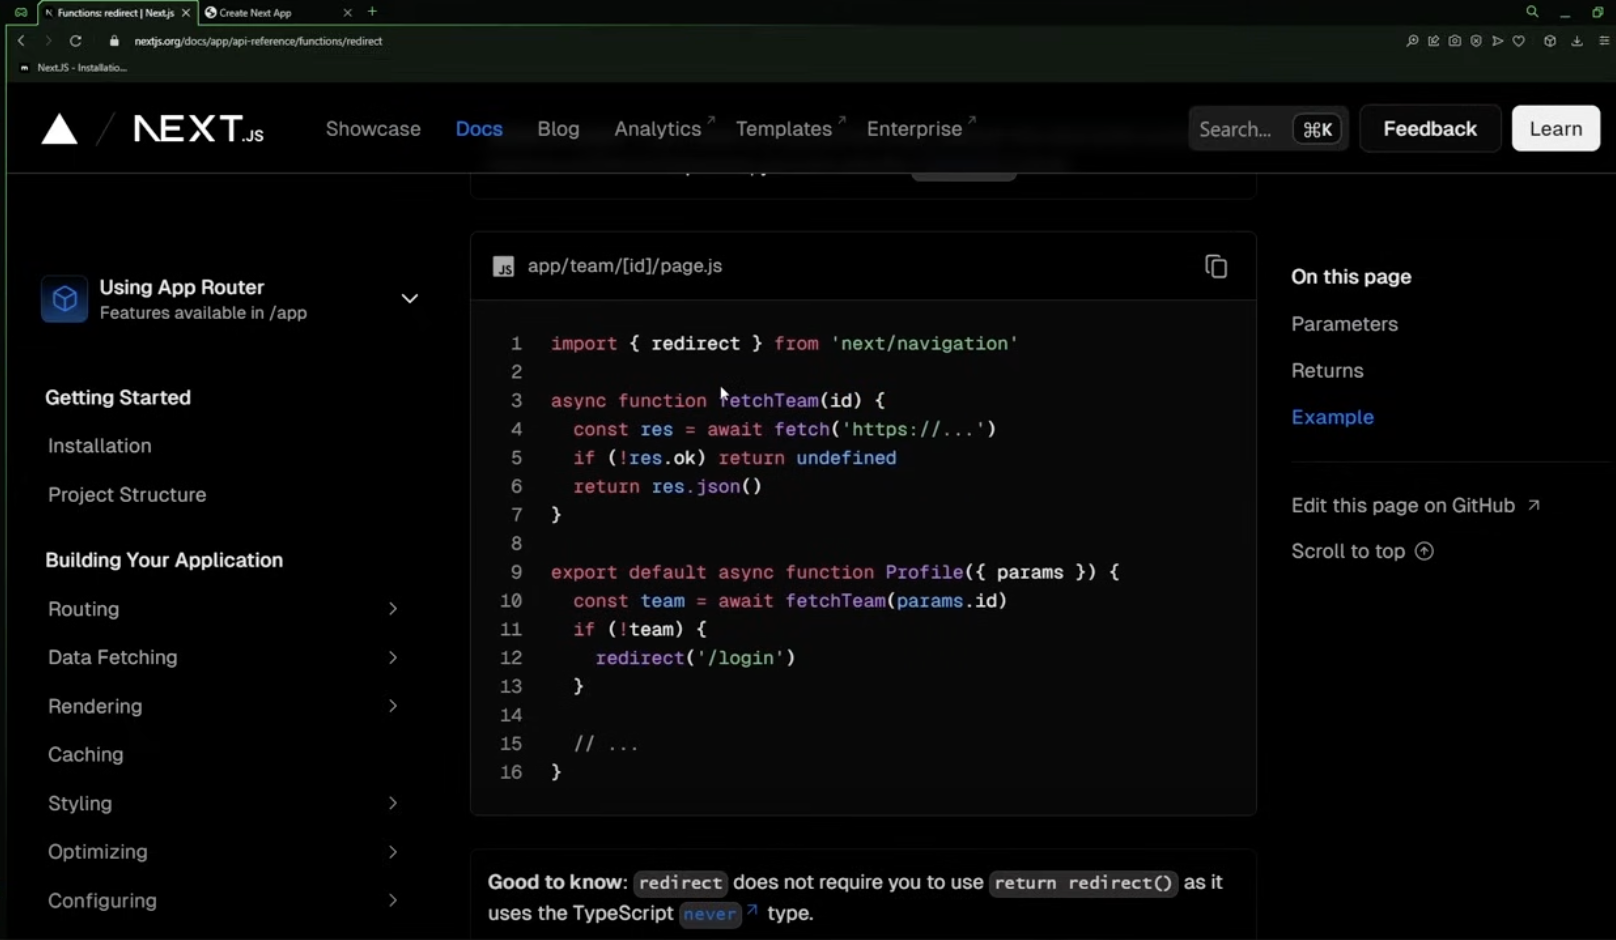 Functions: redirect | Next.js
Create Next App
nextjs.org/docs/app/api-reference/functions/redirect
NextJS - Installatio...
NEXT.JS
Showcase
Docs
Blog
Analytics
Templates
Enterprise
Search...
⌘K
Feedback
Learn
Using App Router
Features available in /app
Getting Started
Installation
Project Structure
Building Your Application
Routing
Data Fetching
Rendering
Caching
Styling
Optimizing
Configuring
JS app/team/[id]/page.js
1 import { redirect } from 'next/navigation'
2
3 async function fetchTeam(id) {
4 const res = await fetch('https://...')
5 if (!res.ok) return undefined
6 return res.json()
7 }
8
9 export default async function Profile({ params }) {
10 const team = await fetchTeam(params.id)
11 if (!team) {
12 redirect('/login')
13 }
14
15 // ...
16 }
Good to know: redirect does not require you to use return redirect() as it
uses the TypeScript never type.
On this page
Parameters
Returns
Example
Edit this page on GitHub
Scroll to top